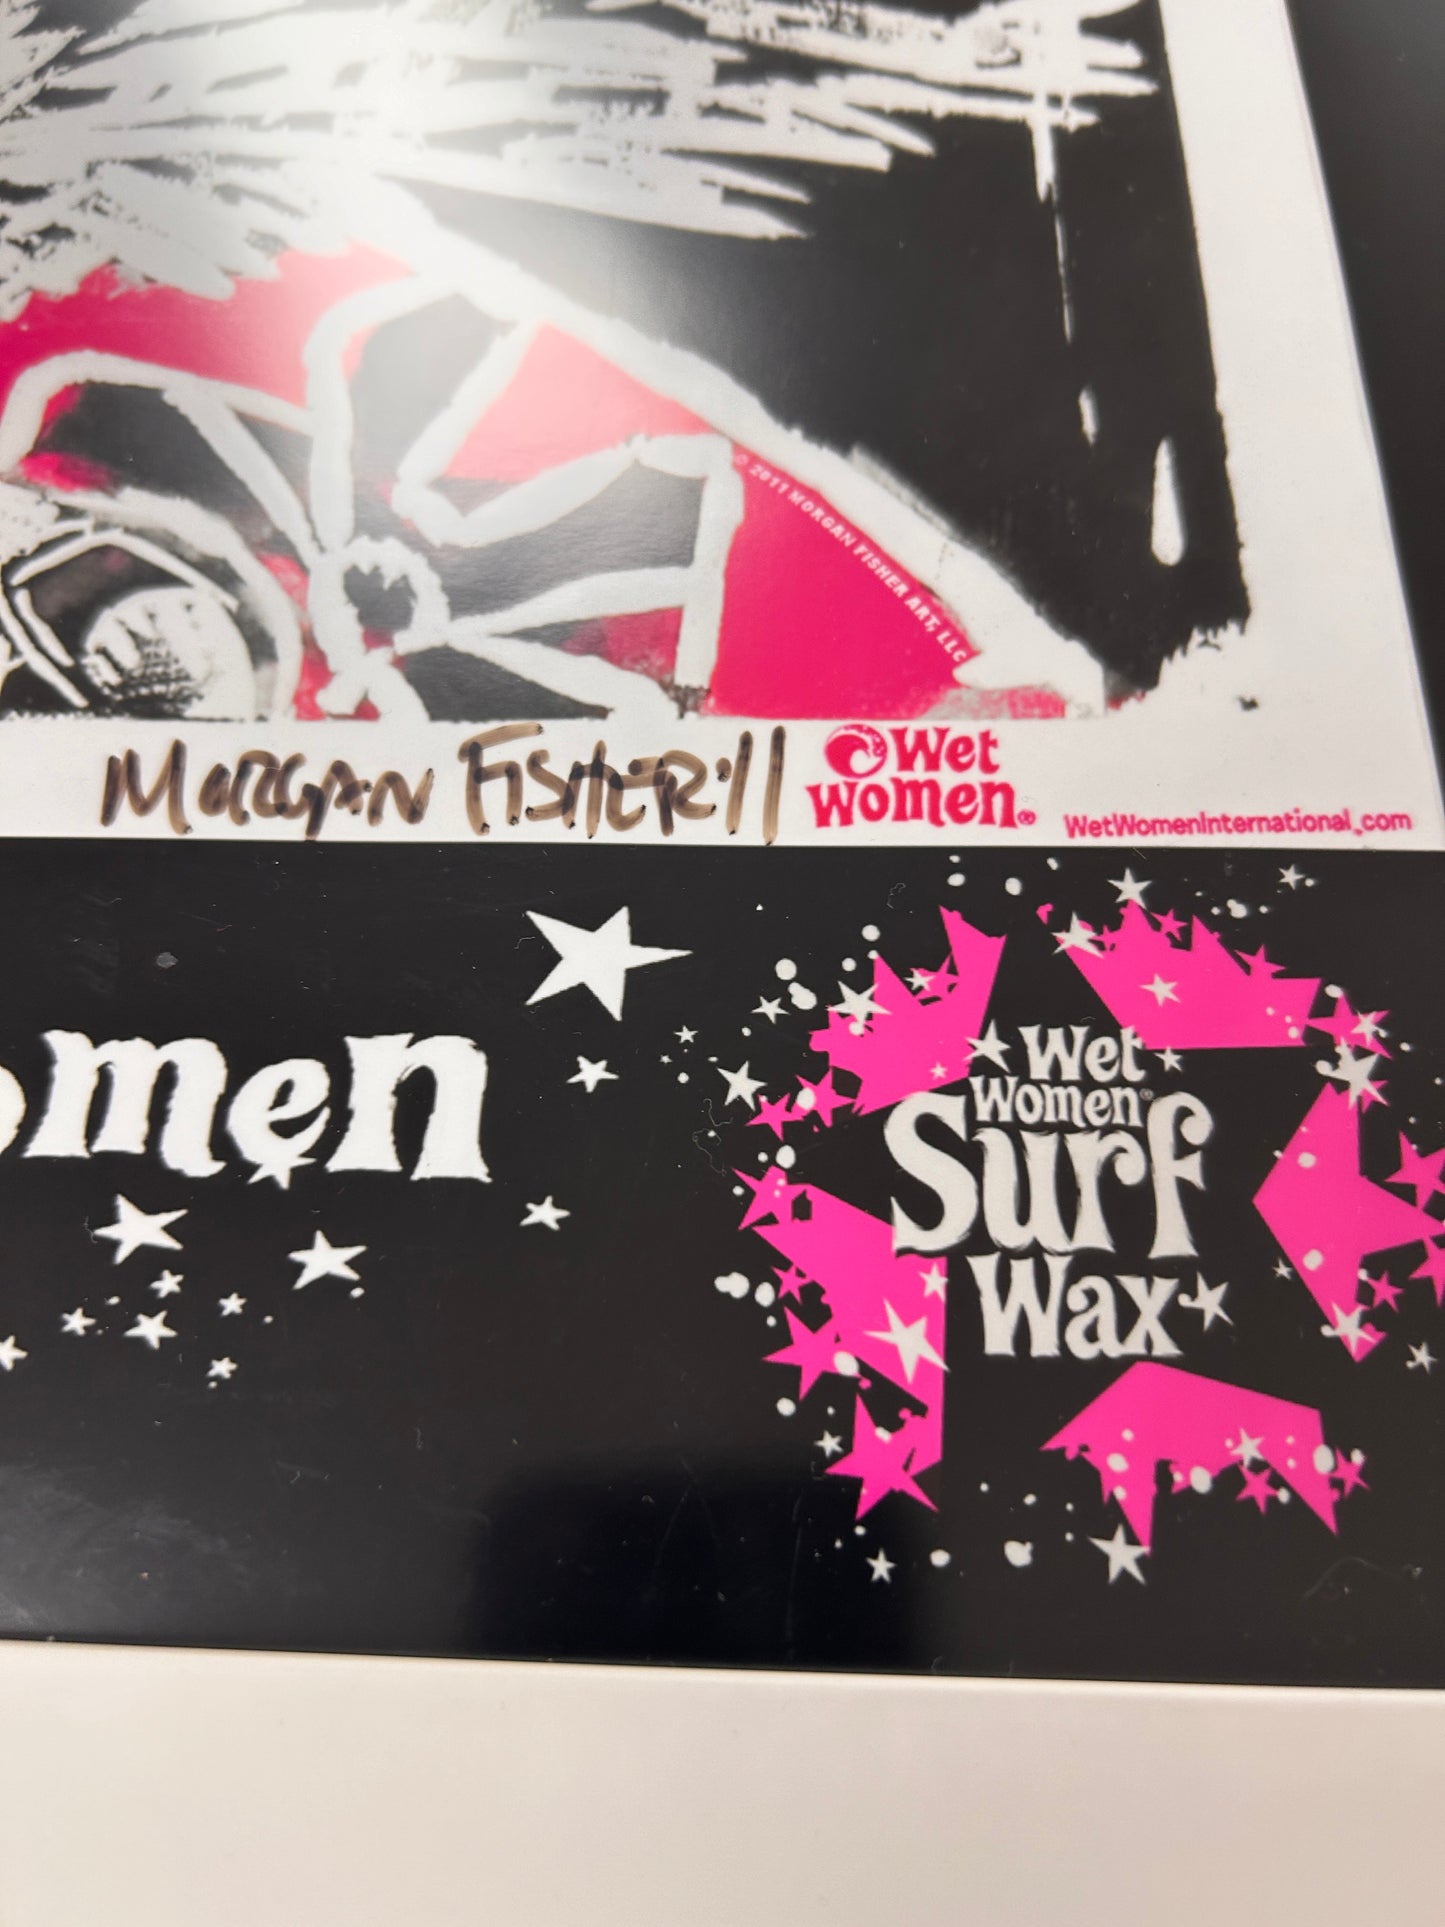 © 2011 MORGAN FISHER ART, LLC
MORGAN FISHER '11
Wet
Women®
WetWomenInternational.com
omen
Wet
Women®
Surf
Wax